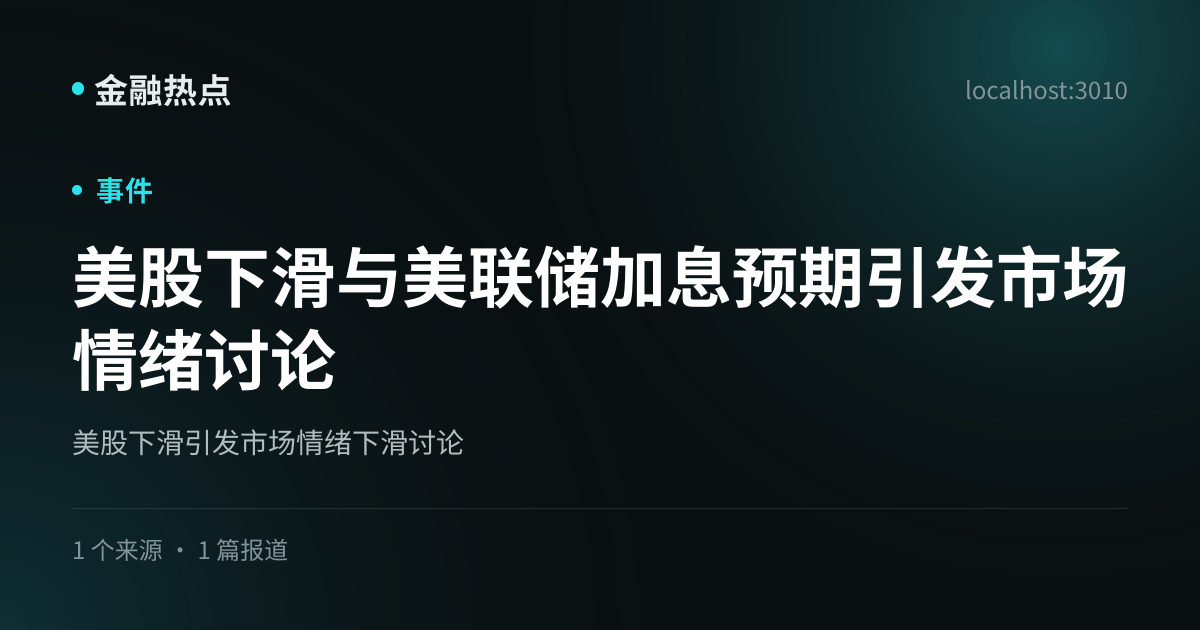 金融热点
localhost:3010
事件
美股下滑与美联储加息预期引发市场
情绪讨论
美股下滑引发市场情绪下滑讨论
1 个来源 • 1 篇报道